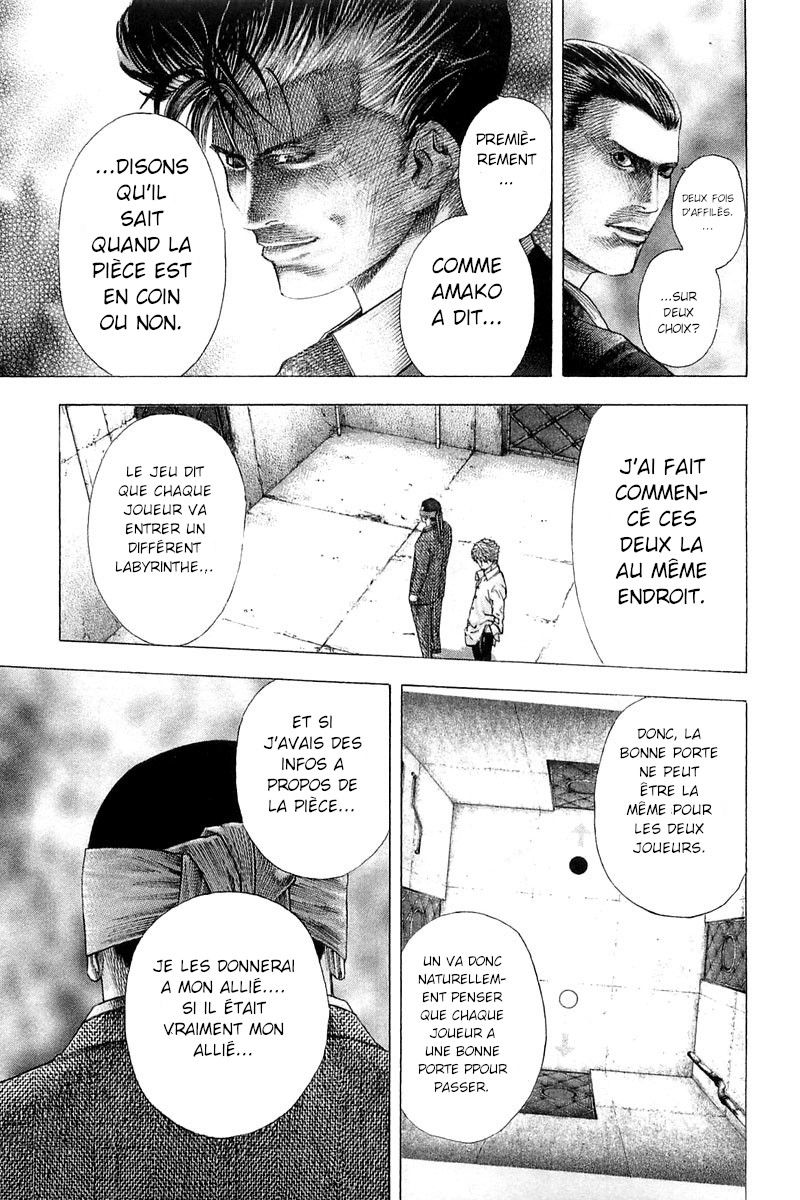 DEUX FOIS
D'AFFILÉS.
...
...SUR
DEUX
CHOIX?
PREMIÈ-
REMENT
...
COMME
AMAKO
A DIT...
...DISONS
QU'IL
SAIT
QUAND LA
PIÈCE EST
EN COIN
OU NON.
J'AI FAIT
COMMEN-
CÉ CES
DEUX LA
AU MÊME
ENDROIT.
LE JEU DIT
QUE CHAQUE
JOUEUR VA
ENTRER UN
DIFFÉRENT
LABYRINTHE...
DONC, LA
BONNE PORTE
NE PEUT
ÊTRE LA
MÊME POUR
LES DEUX
JOUEURS.
UN VA DONC
NATURELLEM-
ENT PENSER
QUE CHAQUE
JOUEUR A
UNE BONNE
PORTE PPOUR
PASSER.
ET SI
J'AVAIS DES
INFOS A
PROPOS DE
LA PIÈCE...
JE LES DONNERAI
A MON ALLIÉ....
SI IL ÉTAIT
VRAIMENT MON
ALLIÉ...